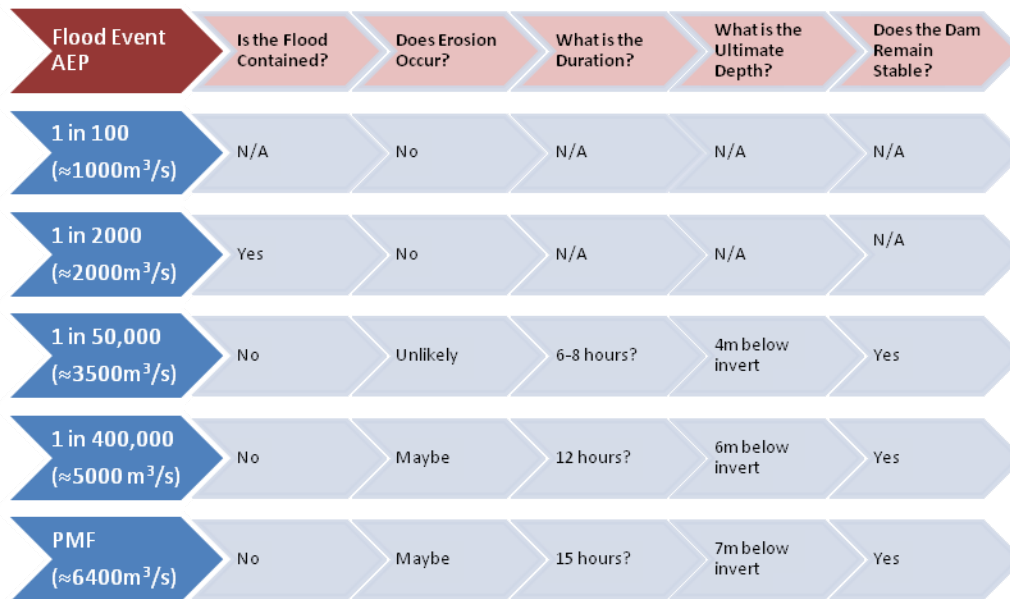 Flood Event
AEP
Is the Flood
Contained?
Does Erosion
Occur?
What is the
Duration?
What is the
Ultimate
Depth?
Does the Dam
Remain
Stable?
1 in 100
(≈1000m³/s)
N/A
No
N/A
N/A
N/A
1 in 2000
(≈2000m³/s)
Yes
No
N/A
N/A
N/A
1 in 50,000
(≈3500m³/s)
No
Unlikely
6-8 hours?
4m below
invert
Yes
1 in 400,000
(≈5000 m³/s)
No
Maybe
12 hours?
6m below
invert
Yes
PMF
(≈6400m³/s)
No
Maybe
15 hours?
7m below
invert
Yes